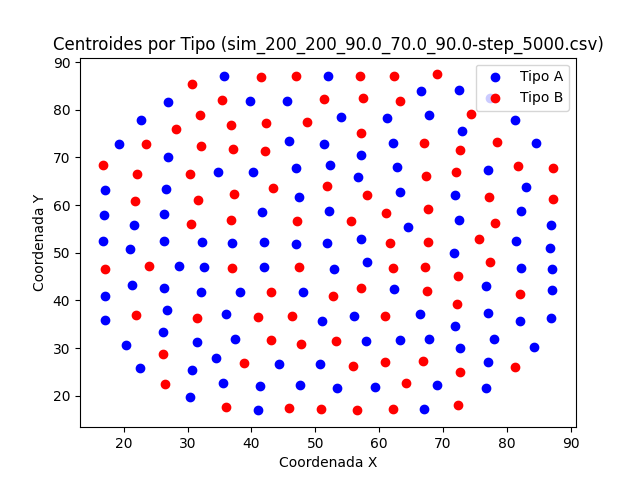 Centroides por Tipo (sim_200_200_90.0_70.0_90.0-step_5000.csv)
Tipo A
Tipo B
90
80
70
60
50
40
30
20
Coordenada Y
20 30 40 50 60 70 80 90
Coordenada X